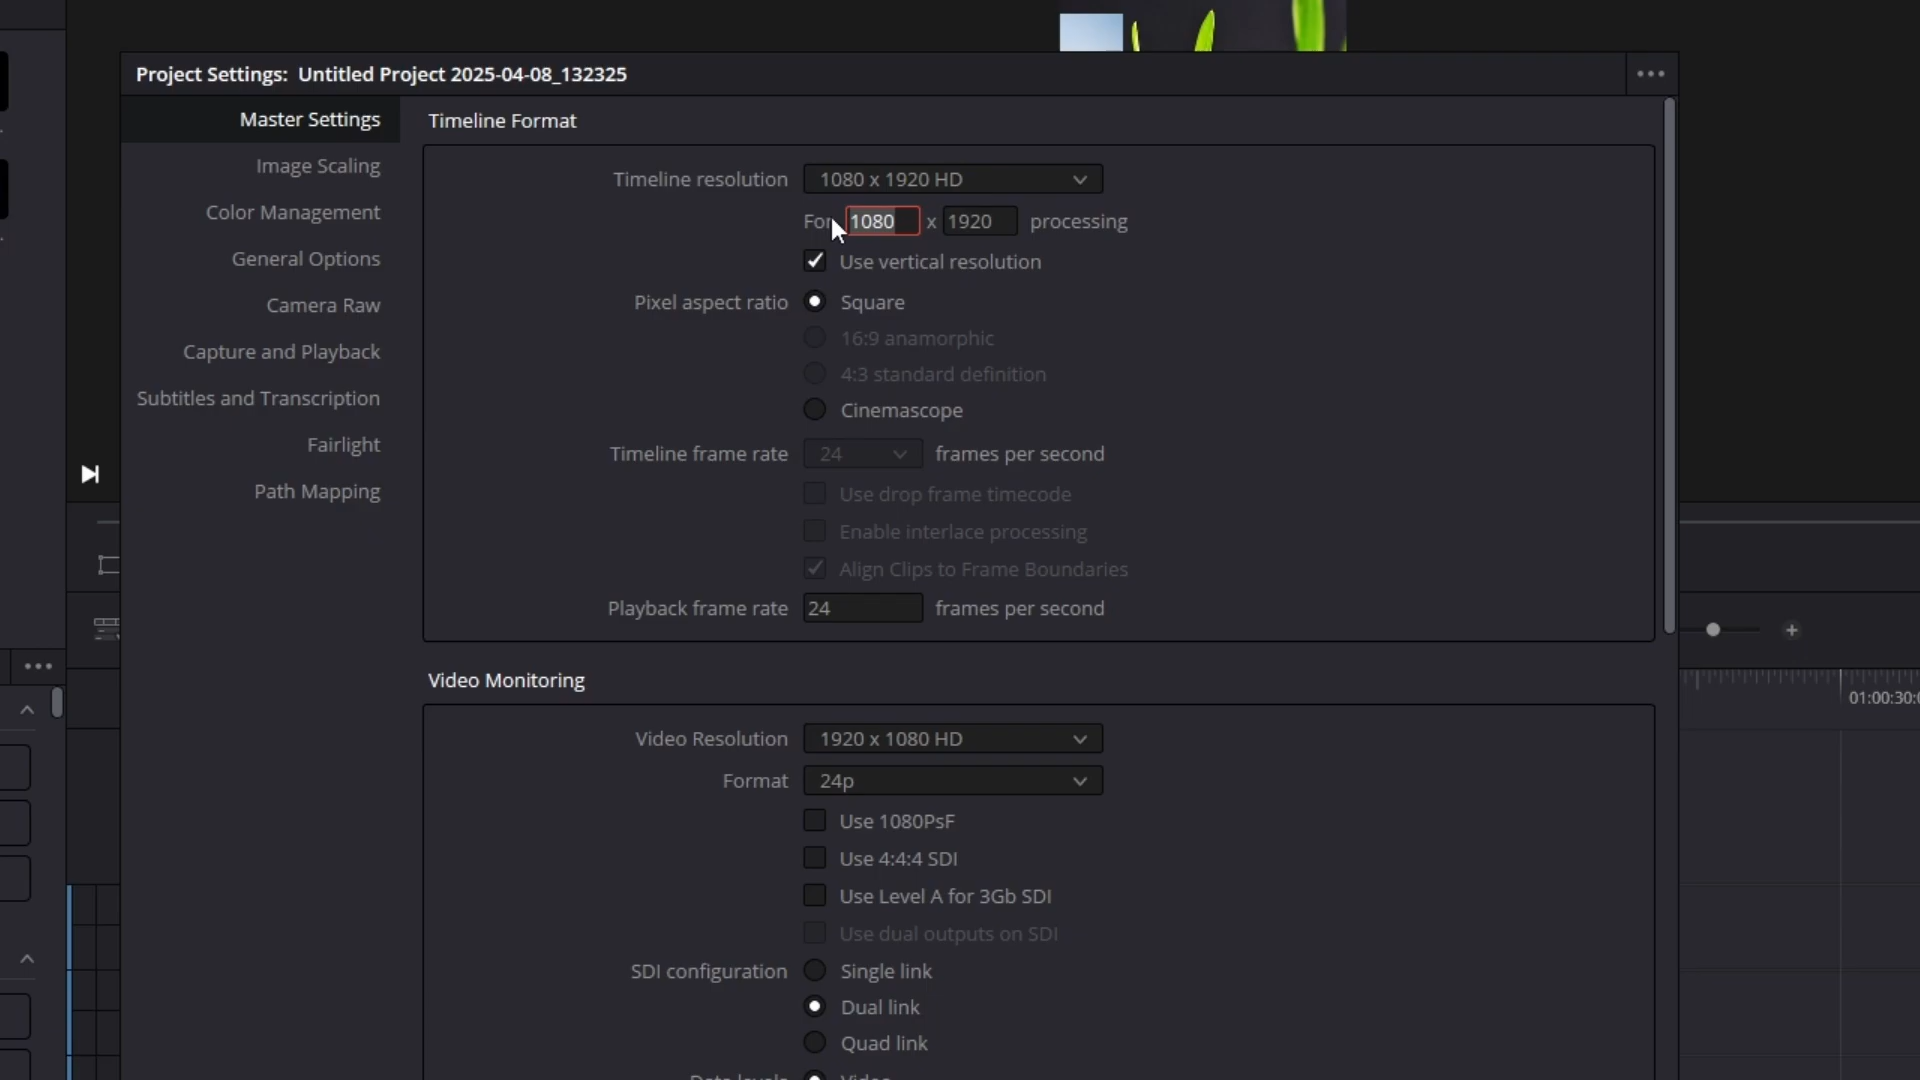 Project Settings: Untitled Project 2025-04-08_132325
Master Settings
Image Scaling
Color Management
General Options
Camera Raw
Capture and Playback
Subtitles and Transcription
Fairlight
Path Mapping
Timeline Format
Timeline resolution 1080 x 1920 HD
For 1080 x 1920 processing
Use vertical resolution
Pixel aspect ratio Square
16:9 anamorphic
4:3 standard definition
Cinemascope
Timeline frame rate 24 frames per second
Use drop frame timecode
Enable interlace processing
Align Clips to Frame Boundaries
Playback frame rate 24 frames per second
Video Monitoring
Video Resolution 1920 x 1080 HD
Format 24p
Use 1080PsF
Use 4:4:4 SDI
Use Level A for 3Gb SDI
Use dual outputs on SDI
SDI configuration Single link
Dual link
Quad link
Data levels Video
01:00:30:0